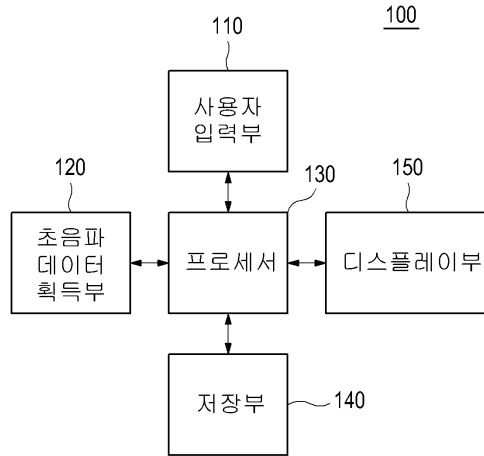 100
110
사용자
입력부
120
초음파
데이터
획득부
130
프로세서
150
디스플레이부
저장부
140